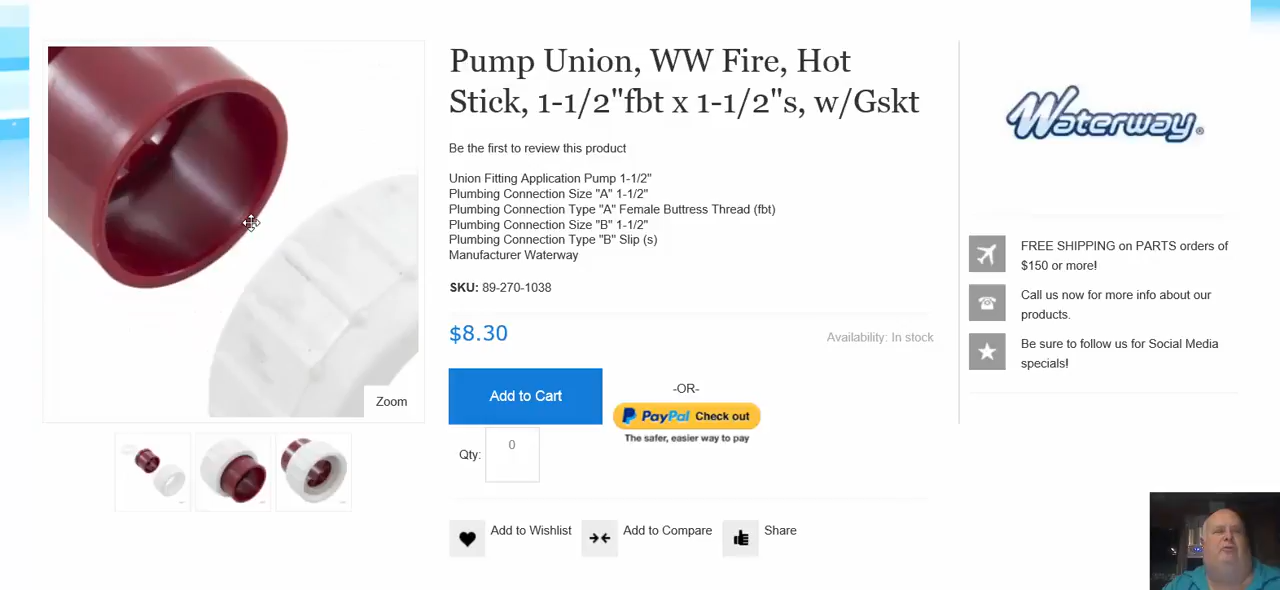 Pump Union, WW Fire, Hot
Stick, 1-1/2"fbt x 1-1/2"s, w/Gskt
Be the first to review this product
Union Fitting Application Pump 1-1/2"
Plumbing Connection Size "A" 1-1/2"
Plumbing Connection Type "A" Female Buttress Thread (fbt)
Plumbing Connection Size "B" 1-1/2"
Plumbing Connection Type "B" Slip (s)
Manufacturer Waterway
SKU: 89-270-1038
$8.30
Availability: In stock
Add to Cart
-OR-
PayPal Check out
The safer, easier way to pay
Qty:
0
Add to Wishlist
Add to Compare
Share
Zoom
Waterway®
FREE SHIPPING on PARTS orders of
$150 or more!
Call us now for more info about our
products.
Be sure to follow us for Social Media
specials!